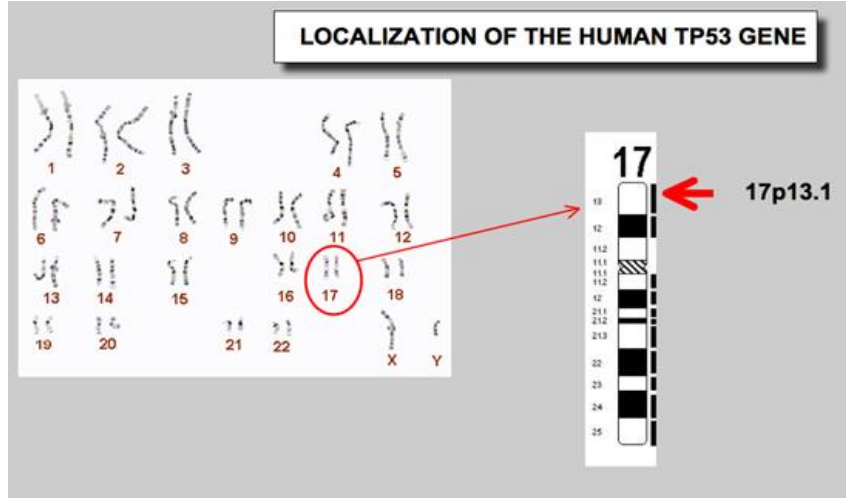 LOCALIZATION OF THE HUMAN TP53 GENE
1 2 3 4 5
6 7 8 9 10 11 12
13 14 15 16 17 18
19 20 21 22 X Y
17
17p13.1
13
12
11.2
11.1
11.1
11.2
12
21.1
21.2
21.3
22
23
24
25